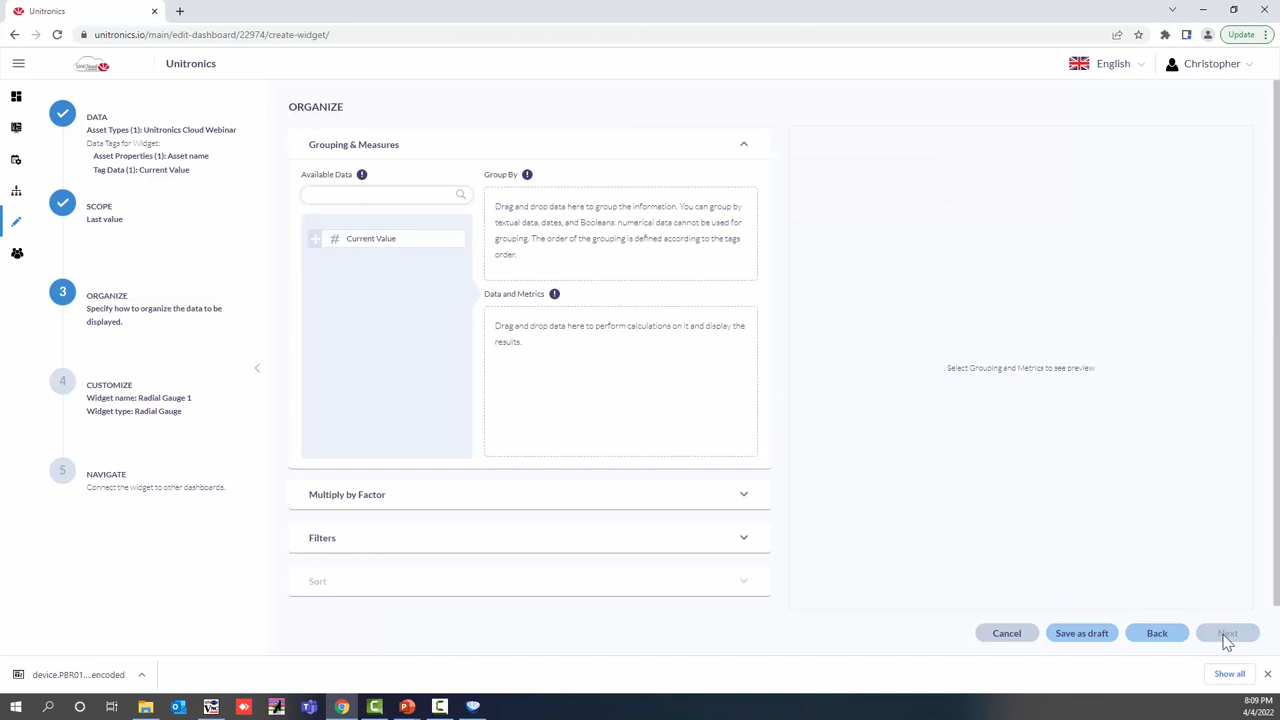 Unitronics
unitronics.io/main/edit-dashboard/22974/create-widget/
Update
UniCloud
Unitronics
English
Christopher
DATA
Asset Types (1): Unitronics Cloud Webinar
Data Tags for Widget:
Asset Properties (1): Asset name
Tag Data (1): Current Value
SCOPE
Last value
3
ORGANIZE
Specify how to organize the data to be
displayed.
4
CUSTOMIZE
Widget name: Radial Gauge 1
Widget type: Radial Gauge
5
NAVIGATE
Connect the widget to other dashboards.
ORGANIZE
Grouping & Measures
Available Data
# Current Value
Group By
Drag and drop data here to group the information. You can group by
textual data, dates, and Booleans. numerical data cannot be used for
grouping. The order of the grouping is defined according to the tags
order.
Data and Metrics
Drag and drop data here to perform calculations on it and display the
results.
Multiply by Factor
Filters
Sort
Select Grouping and Metrics to see preview
Cancel
Save as draft
Back
Next
device.PBR01....encoded
Show all
8:09 PM
4/4/2022